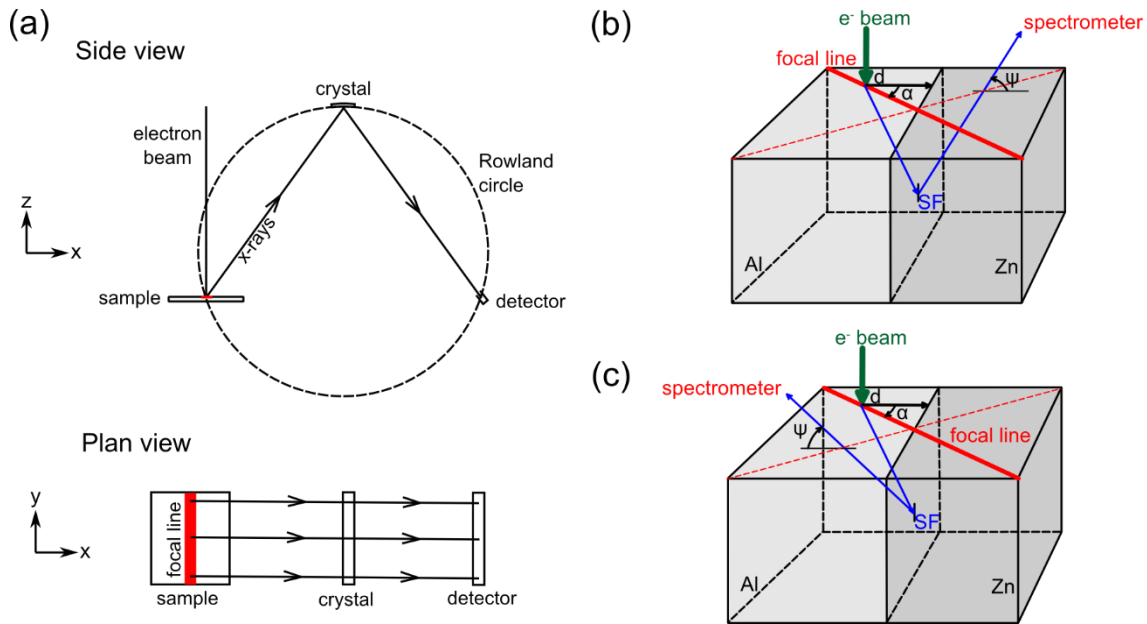 (a)
Side view
crystal
electron
beam
Rowland
circle
z
x
x-rays
sample
detector
Plan view
y
x
focal line
sample
crystal
detector
(b)
e- beam
spectrometer
focal line
d
α
Ψ
SF
Al
Zn
(c)
e- beam
spectrometer
d
α
Ψ
focal line
SF
Al
Zn